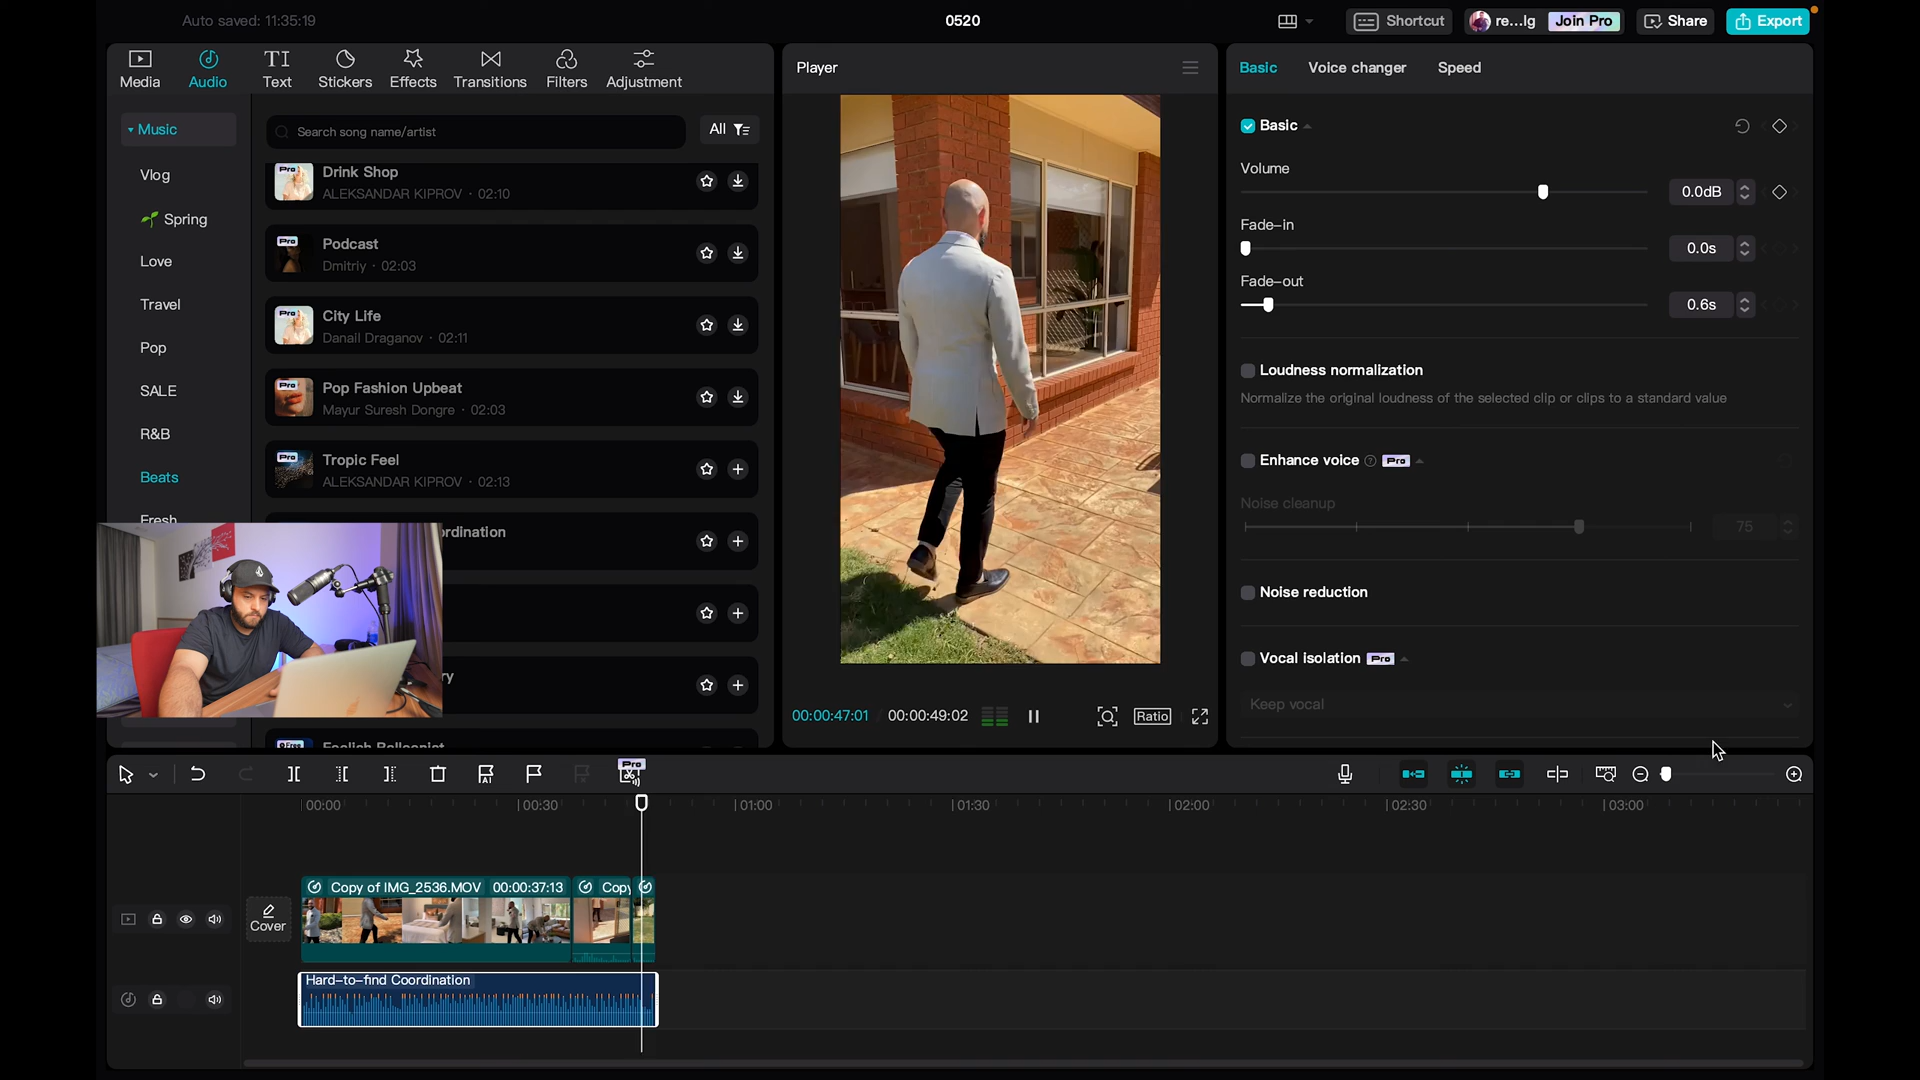 Auto saved: 11:35:19
0520
Shortcut
re...lg
Join Pro
Share
Export
Media
Audio
Text
Stickers
Effects
Transitions
Filters
Adjustment
Player
Basic
Voice changer
Speed
Music
Search song name/artist
All
Basic
Vlog
Drink Shop
ALEKSANDAR KIPROV · 02:10
Volume
0.0dB
Spring
Podcast
Dmitriy · 02:03
Fade-in
0.0s
Love
City Life
Danail Draganov · 02:11
Fade-out
0.6s
Travel
Pop
Pop Fashion Upbeat
Mayur Suresh Dongre · 02:03
Loudness normalization
Normalize the original loudness of the selected clip or clips to a standard value
SALE
R&B
Tropic Feel
ALEKSANDAR KIPROV · 02:13
Enhance voice
Pro
Beats
Noise cleanup
75
Fresh
ordination
Noise reduction
Vocal isolation
Pro
ry
Keep vocal
00:00:47:01
00:00:49:02
Ratio
Foolish Balloonist
Pro
00:00
00:30
01:00
01:30
02:00
02:30
03:00
Cover
Copy of IMG_2536.MOV 00:00:37:13
Copy
Hard-to-find Coordination